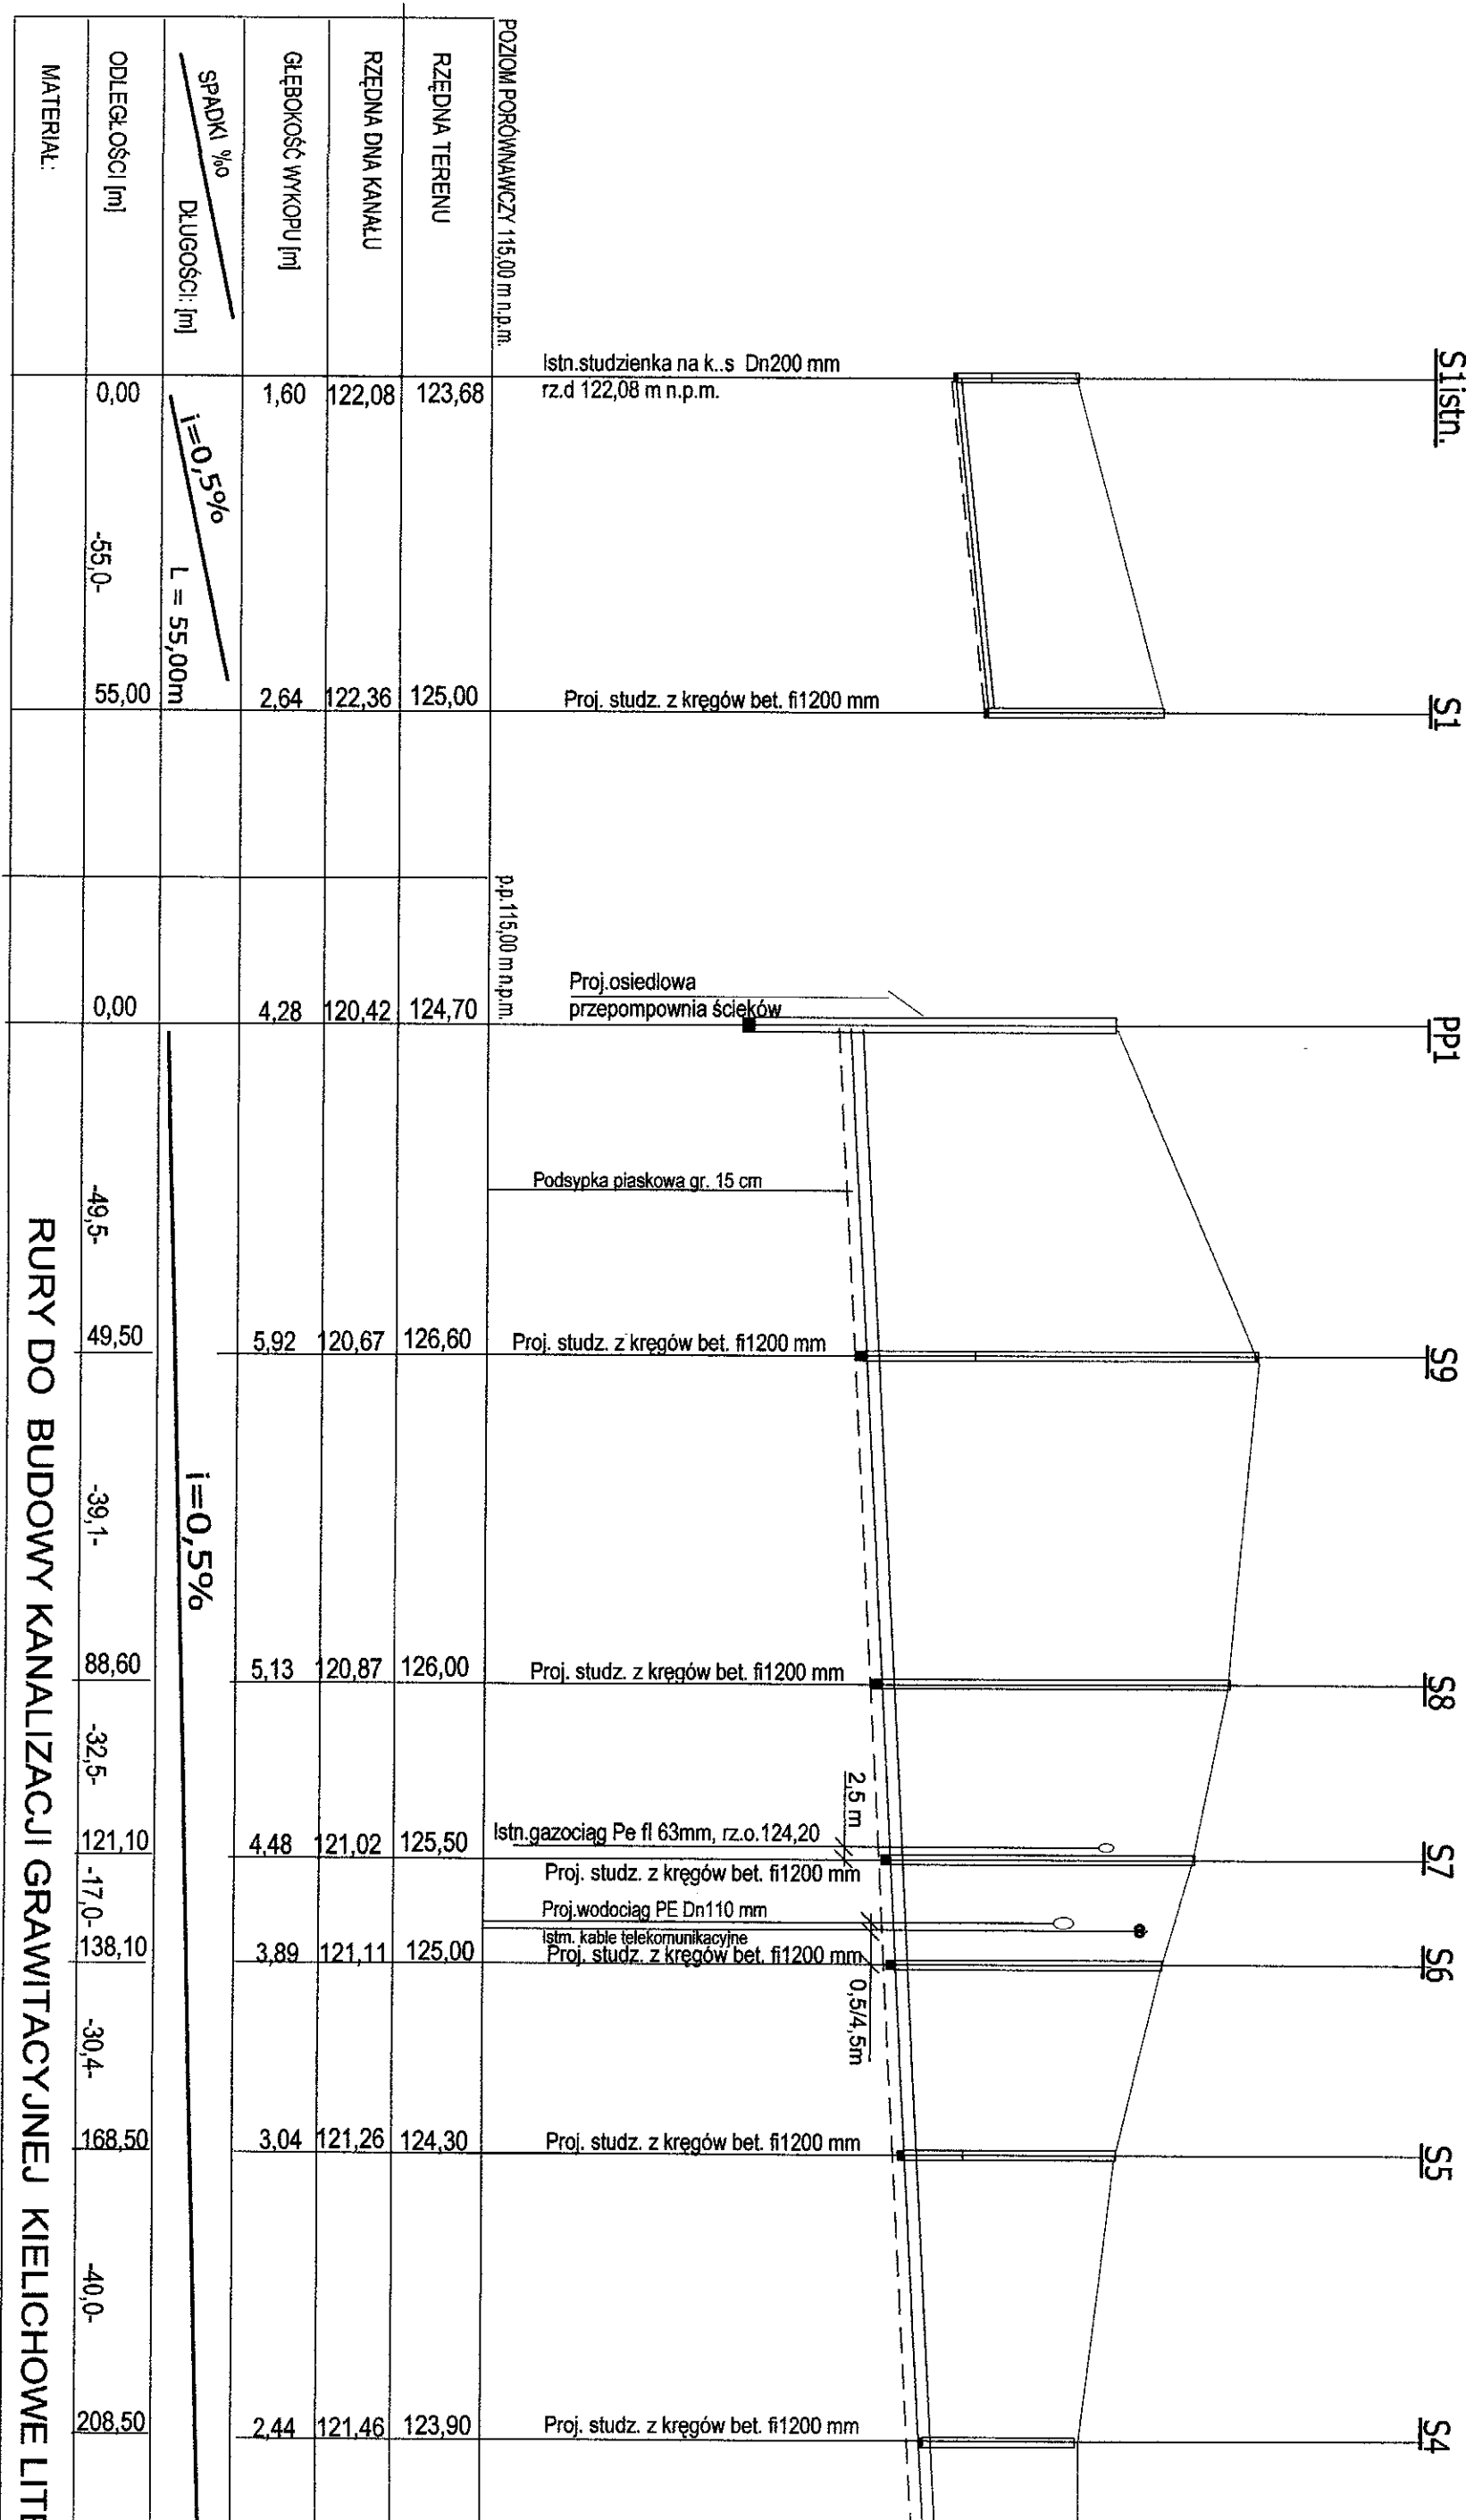 S1istn.
S1
PP1
S9
S8
S7
S6
S5
S4
Istn.studzienka na k..s Dn200 mm
rz.d 122,08 m n.p.m.
Proj. studz. z kręgów bet. fi1200 mm
Proj.osiedlowa
przepompownia ścieków
Podsypka piaskowa gr. 15 cm
Proj. studz. z kręgów bet. fi1200 mm
Proj. studz. z kręgów bet. fi1200 mm
2,5 m
Istn.gazociąg Pe fI 63mm, rz.o.124,20
Proj. studz. z kręgów bet. fi1200 mm
Proj.wodociąg PE Dn110 mm
Istm. kable telekomunikacyjne
Proj. studz. z kręgów bet. fi1200 mm
0,5/4,5m
Proj. studz. z kręgów bet. fi1200 mm
Proj. studz. z kręgów bet. fi1200 mm
POZIOM PORÓWNAWCZY 115,00 m n.p.m.
p.p.115,00 m n.p.m.
RZĘDNA TERENU
123,68
125,00
124,70
126,60
126,00
125,50
125,00
124,30
123,90
RZĘDNA DNA KANAŁU
122,08
122,36
120,42
120,67
120,87
121,02
121,11
121,26
121,46
GŁĘBOKOŚĆ WYKOPU [m]
1,60
2,64
4,28
5,92
5,13
4,48
3,89
3,04
2,44
SPADKI %o
DŁUGOŚCI: [m]
i=0,5%
L = 55,00m
i=0,5%
ODLEGŁOŚCI [m]
0,00
-55,0-
55,00
0,00
-49,5-
49,50
-39,1-
88,60
-32,5-
121,10
-17,0-
138,10
-30,4-
168,50
-40,0-
208,50
MATERIAŁ:
RURY DO BUDOWY KANALIZACJI GRAWITACYJNEJ KIELICHOWE